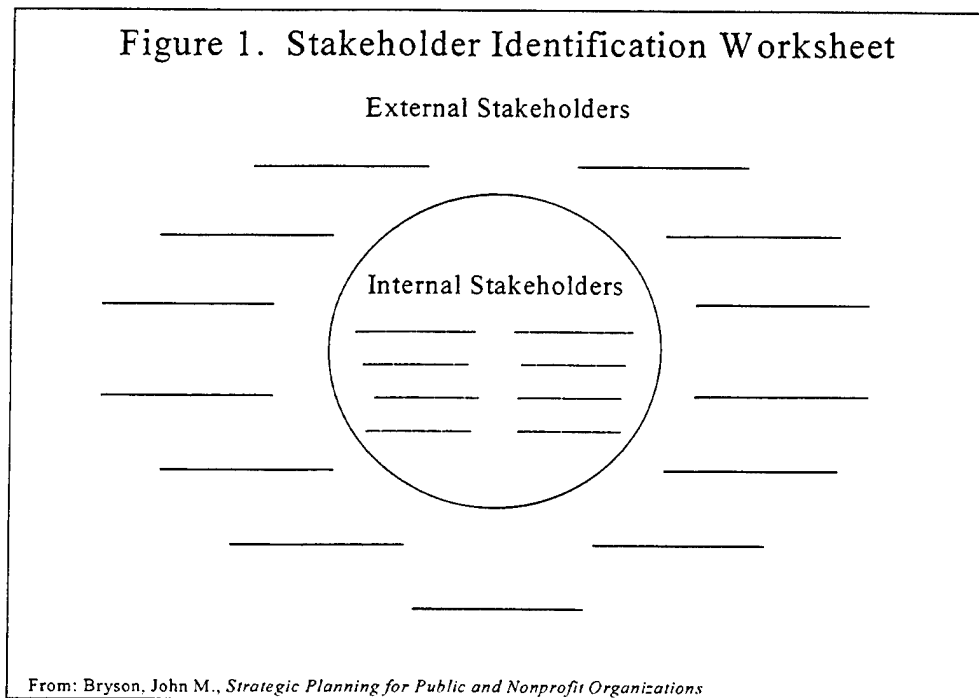 Figure 1. Stakeholder Identification Worksheet
External Stakeholders
Internal Stakeholders
From: Bryson, John M., Strategic Planning for Public and Nonprofit Organizations